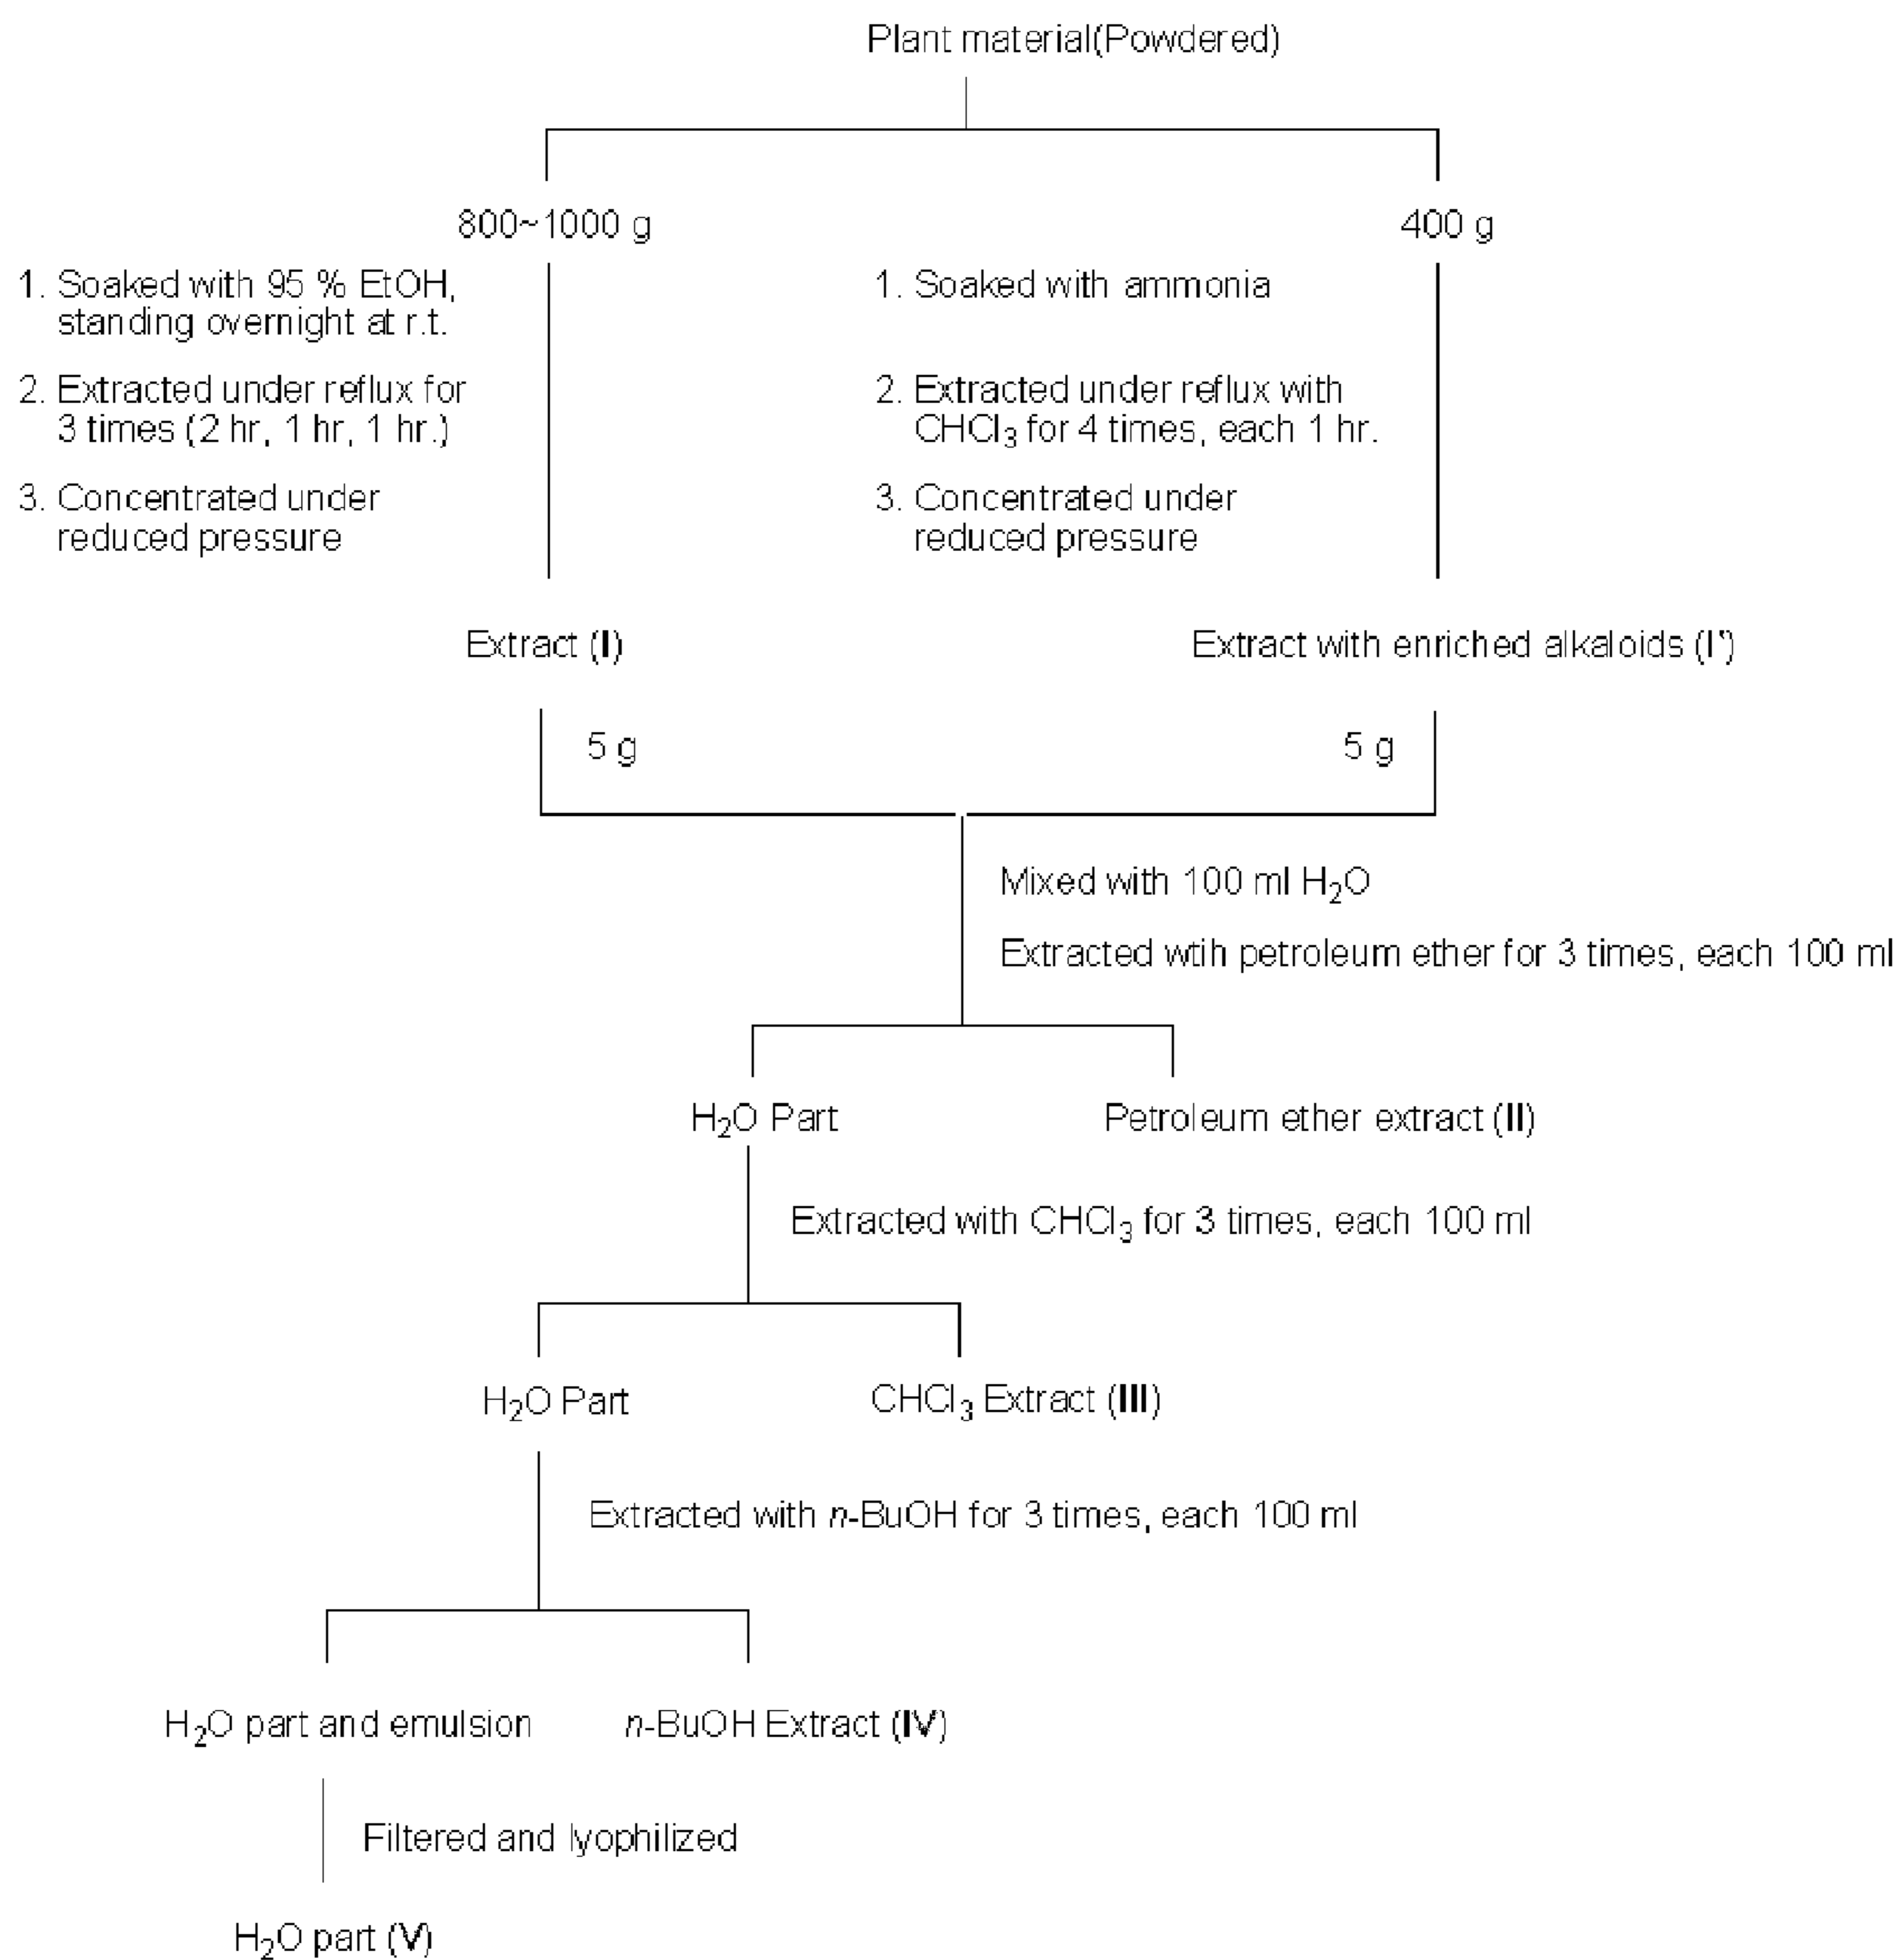 Plant material(Powdered)
800~1000 g
400 g
1. Soaked with 95 % EtOH,
standing overnight at r.t.
2. Extracted under reflux for
3 times (2 hr, 1 hr, 1 hr.)
3. Concentrated under
reduced pressure
1. Soaked with ammonia
2. Extracted under reflux with
CHCl₃ for 4 times, each 1 hr.
3. Concentrated under
reduced pressure
Extract (I)
Extract with enriched alkaloids (I')
5 g
5 g
Mixed with 100 ml H₂O
Extracted wtih petroleum ether for 3 times, each 100 ml
H₂O Part
Petroleum ether extract (II)
Extracted with CHCl₃ for 3 times, each 100 ml
H₂O Part
CHCl₃ Extract (III)
Extracted with n-BuOH for 3 times, each 100 ml
H₂O part and emulsion
n-BuOH Extract (IV)
Filtered and lyophilized
H₂O part (V)